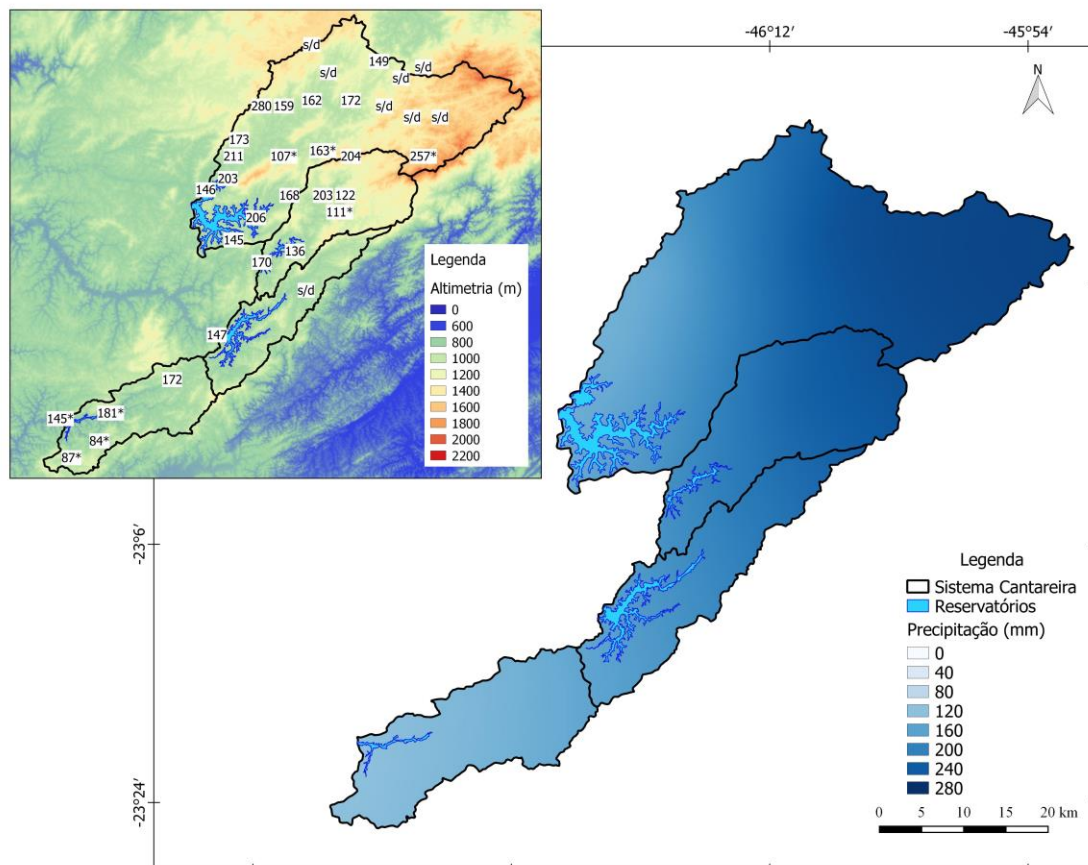 -46°12′ -45°54′
N
s/d
149 s/d
s/d s/d
280 159 162 172 s/d
s/d s/d
173
211 107* 163* 204 257*
203
146 168 203 122
206 111*
145
170 136
s/d
147
172
145* 181*
84*
87*
Legenda
Altimetria (m)
0
600
800
1000
1200
1400
1600
1800
2000
2200
-23°6′
-23°24′
Legenda
Sistema Cantareira
Reservatórios
Precipitação (mm)
0
40
80
120
160
200
240
280
0 5 10 15 20 km